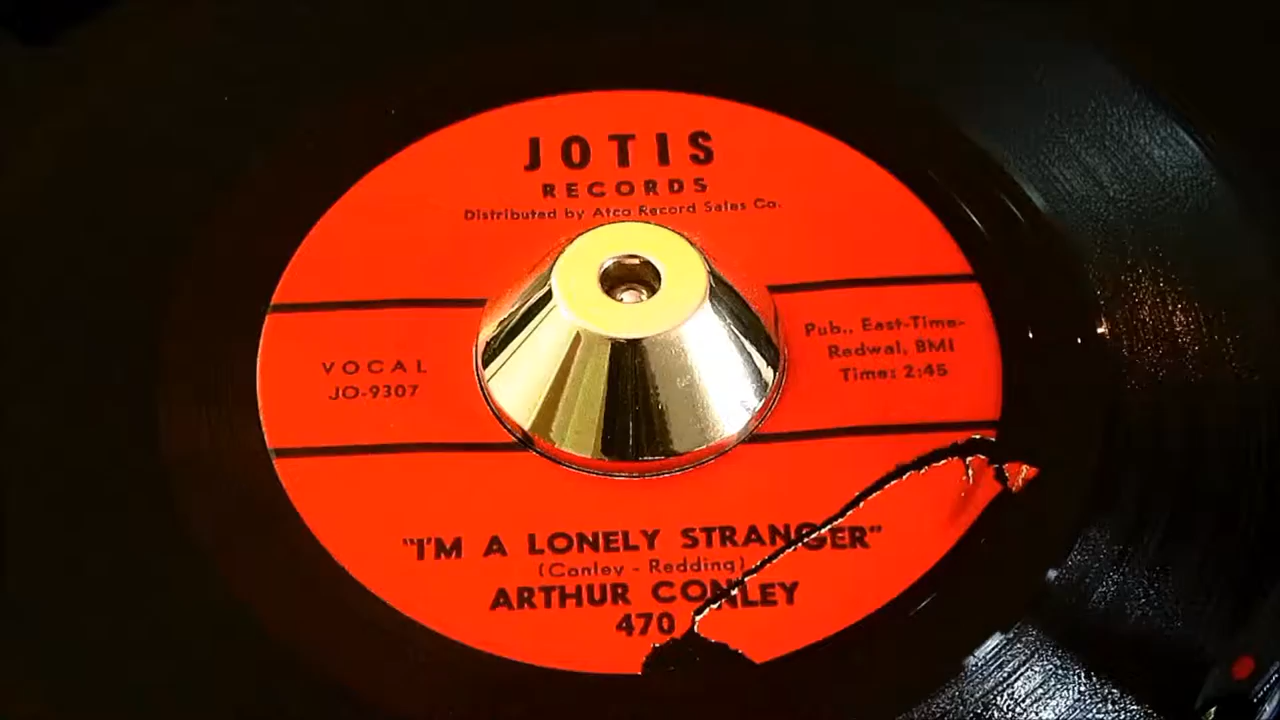 JOTIS
RECORDS
Distributed by Atco Record Sales Co.
VOCAL
JO-9307
Pub., East-Time-
Redwal, BMI
Time: 2:45
"I'M A LONELY STRANGER"
(Conley - Redding)
ARTHUR CONLEY
470